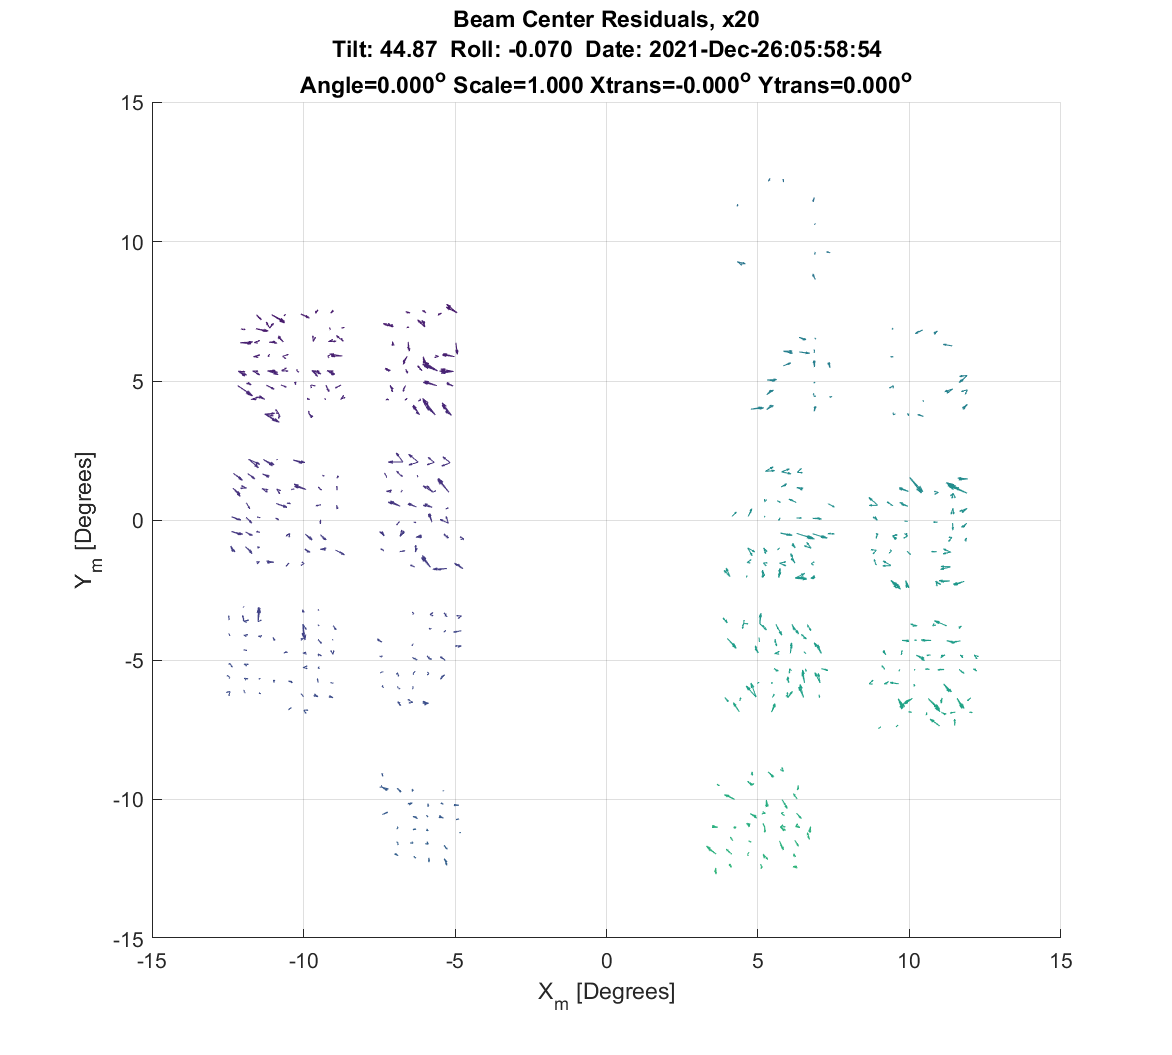 Beam Center Residuals, x20
Tilt: 44.87 Roll: -0.070 Date: 2021-Dec-26:05:58:54
Angle=0.000° Scale=1.000 Xtrans=-0.000° Ytrans=0.000°
15
10
5
0
-5
-10
-15
Y_m [Degrees]
-15
-10
-5
0
5
10
15
X_m [Degrees]